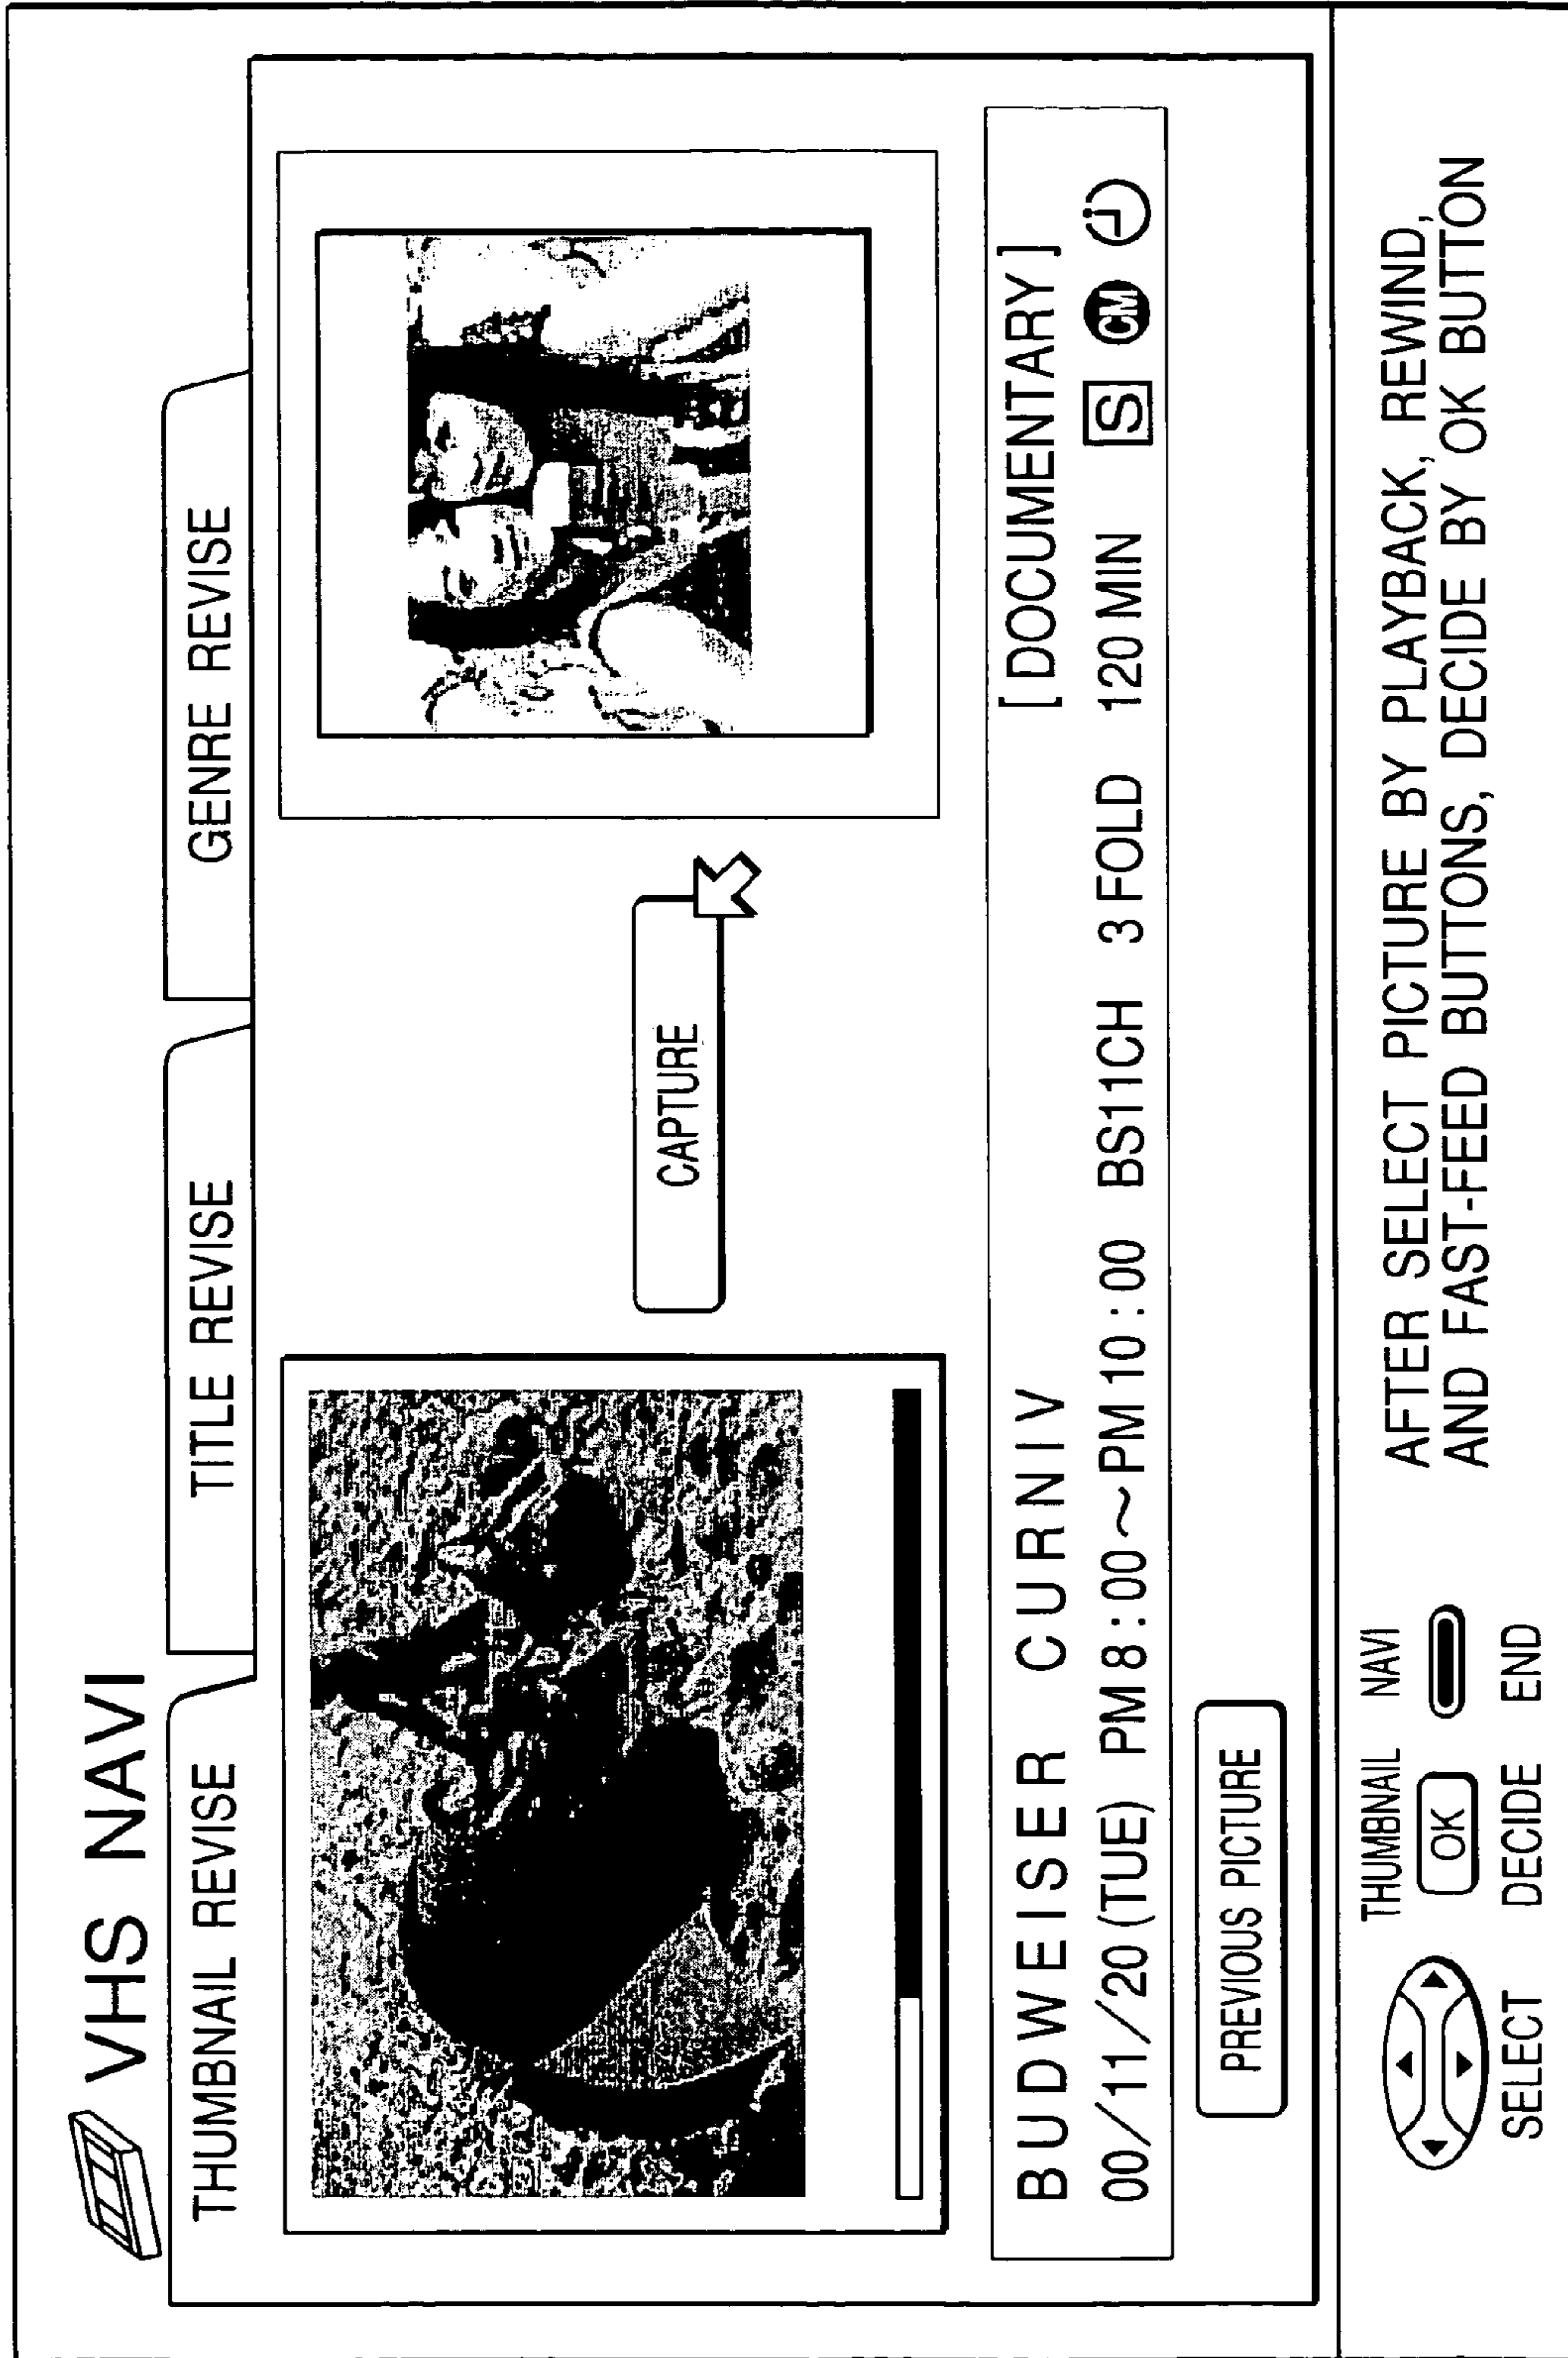 VHS NAVI
THUMBNAIL REVISE
TITLE REVISE
GENRE REVISE
CAPTURE
BUDWEISER CURNIV [DOCUMENTARY]
00/11/20 (TUE) PM 8:00~PM 10:00 BS11CH 3 FOLD 120 MIN S CM
PREVIOUS PICTURE
SELECT
THUMBNAIL
OK
DECIDE
NAVI
END
AFTER SELECT PICTURE BY PLAYBACK, REWIND,
AND FAST-FEED BUTTONS, DECIDE BY OK BUTTON